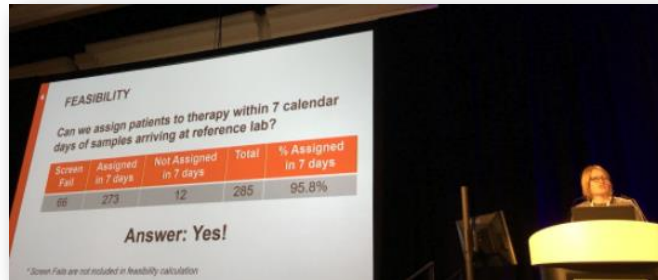 FEASIBILITY
Can we assign patients to therapy within 7 calendar
days of samples arriving at reference lab?
Screen Fail Assigned in 7 days Not Assigned in 7 days Total % Assigned in 7 days
66 273 12 285 95.8%
Answer: Yes!
* Screen Fails are not included in feasibility calculation